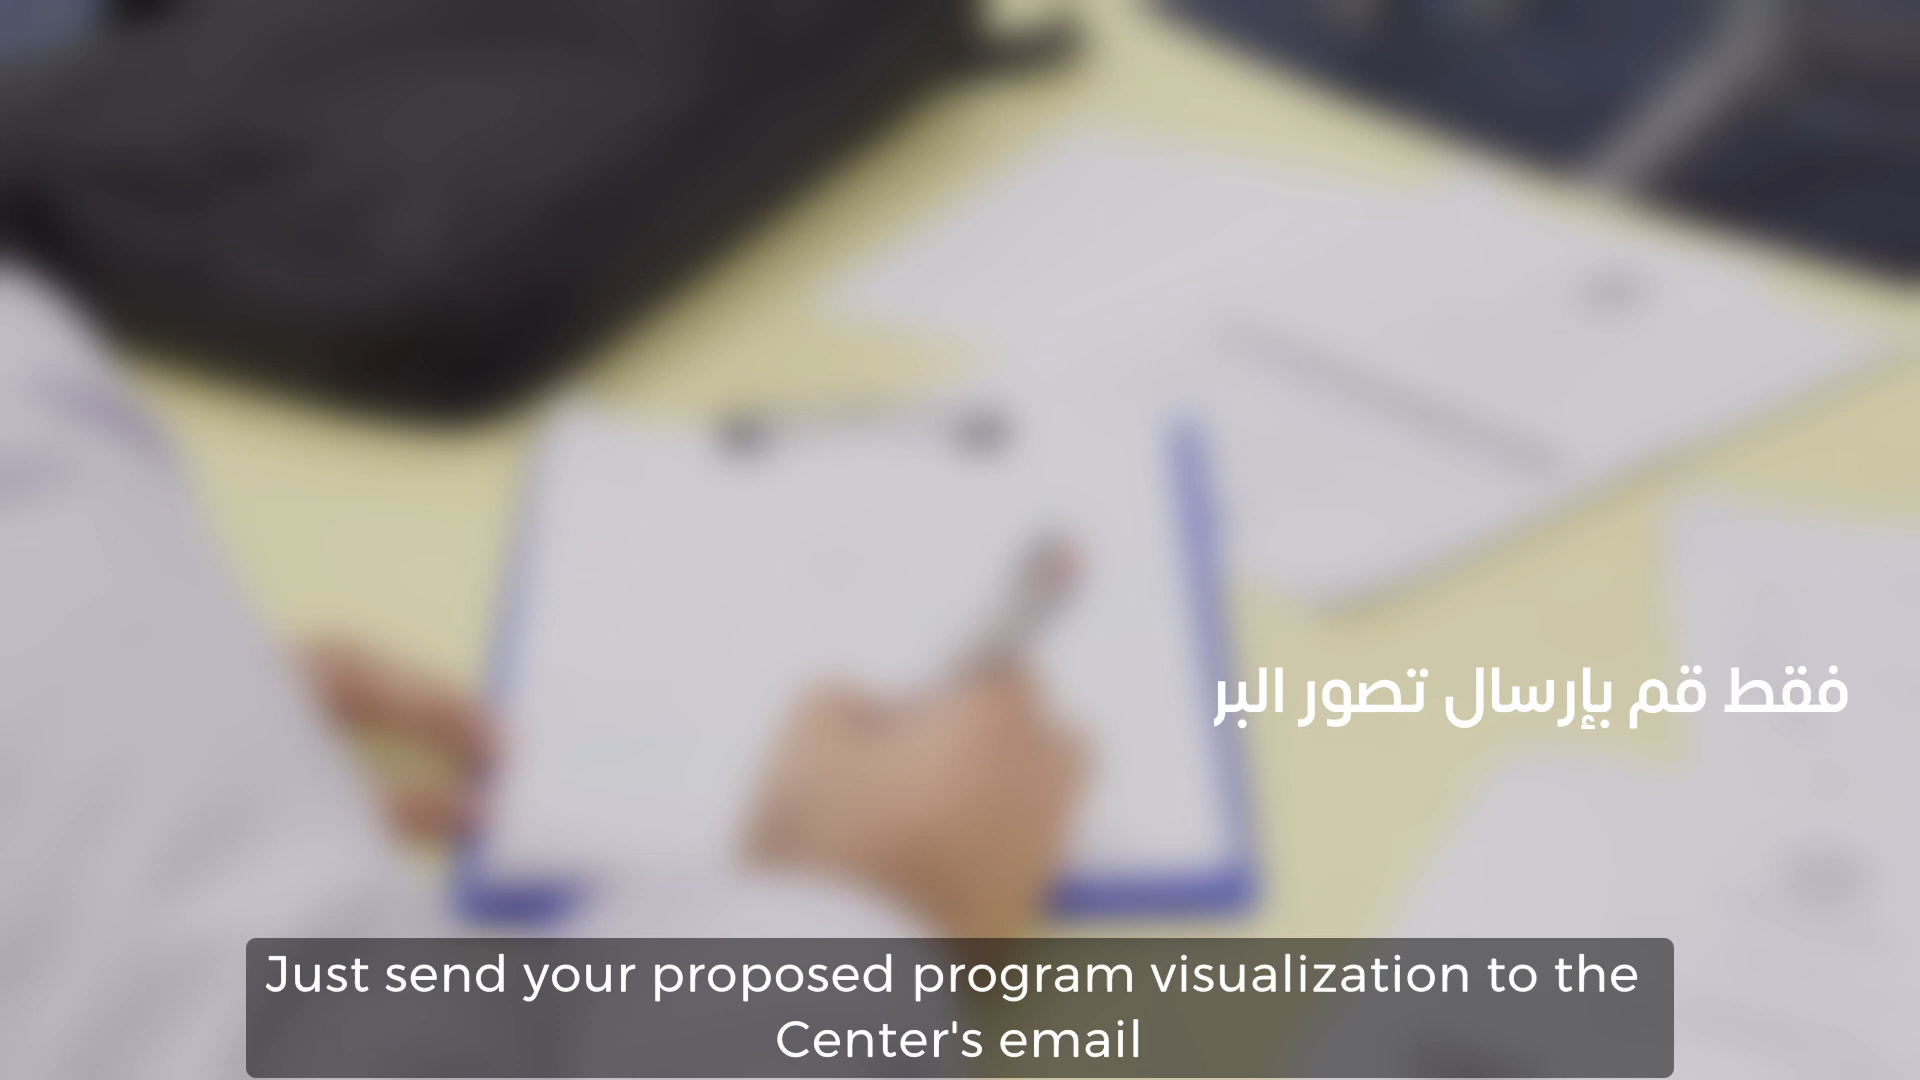 فقط قم بإرسال تصور البر
Just send your proposed program visualization to the
Center's email